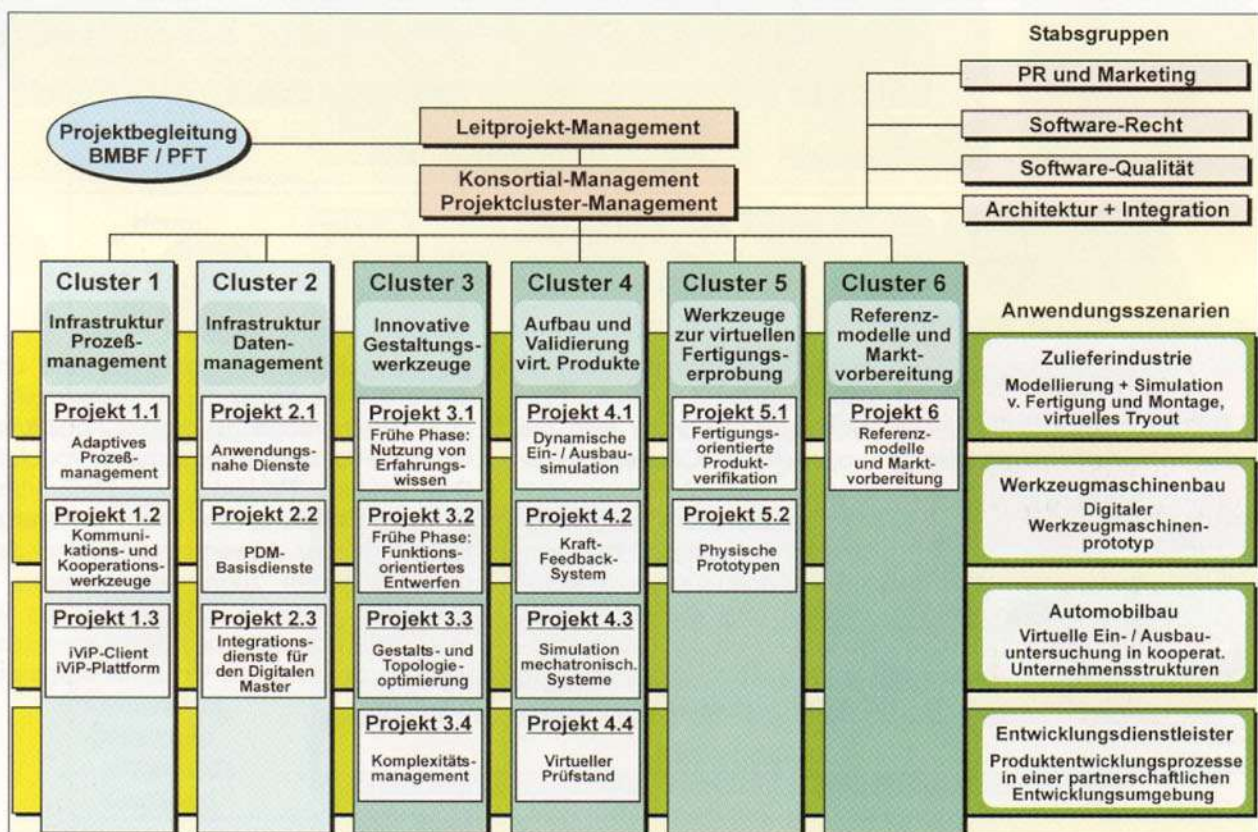 Stabsgruppen
PR und Marketing
Software-Recht
Software-Qualität
Architektur + Integration
Projektbegleitung
BMBF / PFT
Leitprojekt-Management
Konsortial-Management
Projektcluster-Management
Cluster 1
Infrastruktur
Prozeß-
management
Projekt 1.1
Adaptives
Prozeß-
management
Projekt 1.2
Kommuni-
kations- und
Kooperations-
werkzeuge
Projekt 1.3
iViP-Client
iViP-Plattform
Cluster 2
Infrastruktur
Daten-
management
Projekt 2.1
Anwendungs-
nahe Dienste
Projekt 2.2
PDM-
Basisdienste
Projekt 2.3
Integrations-
dienste für
den Digitalen
Master
Cluster 3
Innovative
Gestaltungs-
werkzeuge
Projekt 3.1
Frühe Phase:
Nutzung von
Erfahrungs-
wissen
Projekt 3.2
Frühe Phase:
Funktions-
orientiertes
Entwerfen
Projekt 3.3
Gestalts- und
Topologie-
optimierung
Projekt 3.4
Komplexitäts-
management
Cluster 4
Aufbau und
Validierung
virt. Produkte
Projekt 4.1
Dynamische
Ein- / Ausbau-
simulation
Projekt 4.2
Kraft-
Feedback-
System
Projekt 4.3
Simulation
mechatronisch.
Systeme
Projekt 4.4
Virtueller
Prüfstand
Cluster 5
Werkzeuge
zur virtuellen
Fertigungs-
erprobung
Projekt 5.1
Fertigungs-
orientierte
Produkt-
verifikation
Projekt 5.2
Physische
Prototypen
Cluster 6
Referenz-
modelle und
Markt-
vorbereitung
Projekt 6
Referenz-
modelle
und Markt-
vorbereitung
Anwendungsszenarien
Zulieferindustrie
Modellierung + Simulation
v. Fertigung und Montage,
virtuelles Tryout
Werkzeugmaschinenbau
Digitaler
Werkzeugmaschinen-
prototyp
Automobilbau
Virtuelle Ein- / Ausbau-
untersuchung in kooperat.
Unternehmensstrukturen
Entwicklungsdienstleister
Produktentwicklungsprozesse
in einer partnerschaftlichen
Entwicklungsumgebung